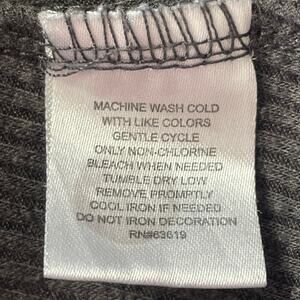 MACHINE WASH COLD
WITH LIKE COLORS
GENTLE CYCLE
ONLY NON-CHLORINE
BLEACH WHEN NEEDED
TUMBLE DRY LOW
REMOVE PROMPTLY
COOL IRON IF NEEDED
DO NOT IRON DECORATION
RN#63619